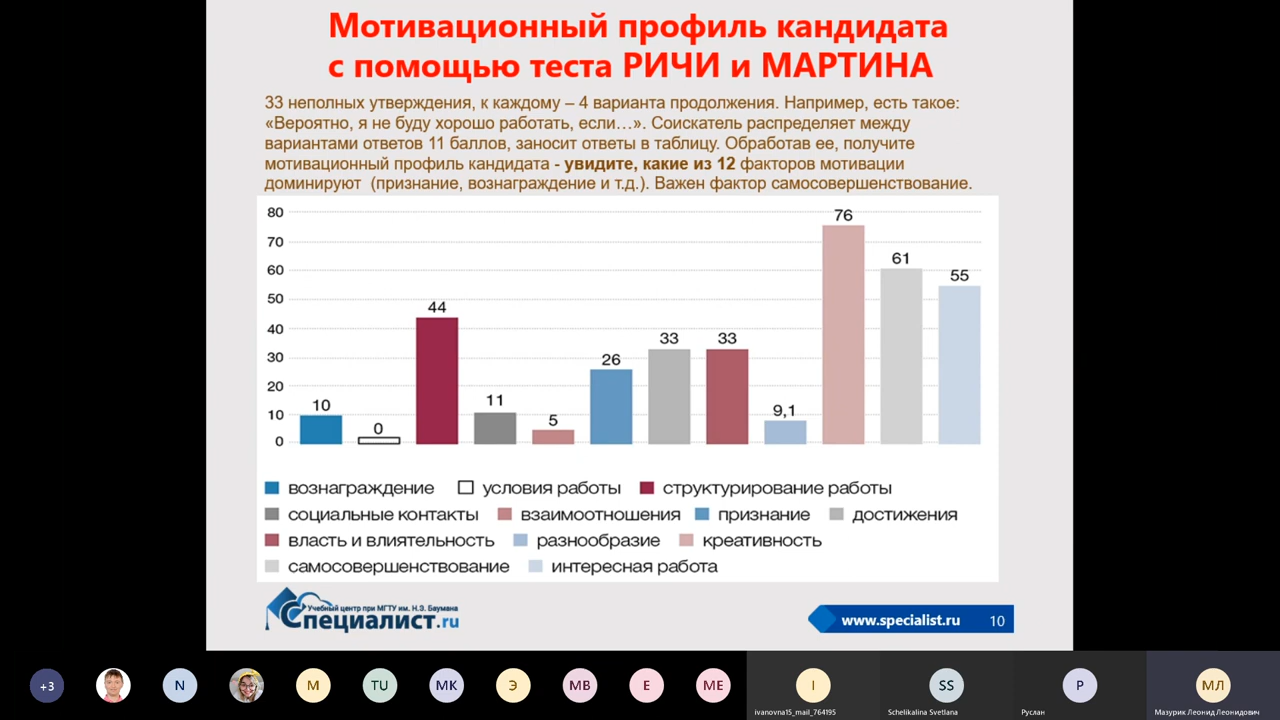 Мотивационный профиль кандидата
с помощью теста РИЧИ и МАРТИНА
33 неполных утверждения, к каждому – 4 варианта продолжения. Например, есть такое:
«Вероятно, я не буду хорошо работать, если…». Соискатель распределяет между
вариантами ответов 11 баллов, заносит ответы в таблицу. Обработав ее, получите
мотивационный профиль кандидата - увидите, какие из 12 факторов мотивации
доминируют (признание, вознаграждение и т.д.). Важен фактор самосовершенствование.
80
70
60
50
40
30
20
10
0
10
0
44
11
5
26
33
33
9,1
76
61
55
вознаграждение условия работы структурирование работы
социальные контакты взаимоотношения признание достижения
власть и влиятельность разнообразие креативность
самосовершенствование интересная работа
Учебный центр при МГТУ им. Н.Э. Баумана
Специалист.ru
www.specialist.ru 10
+3 N M TU МК Э МВ Е МЕ I SS Р МЛ
ivanovna15_mail_764195 Schelikalina Svetlana Руслан Мазурик Леонид Леонидович